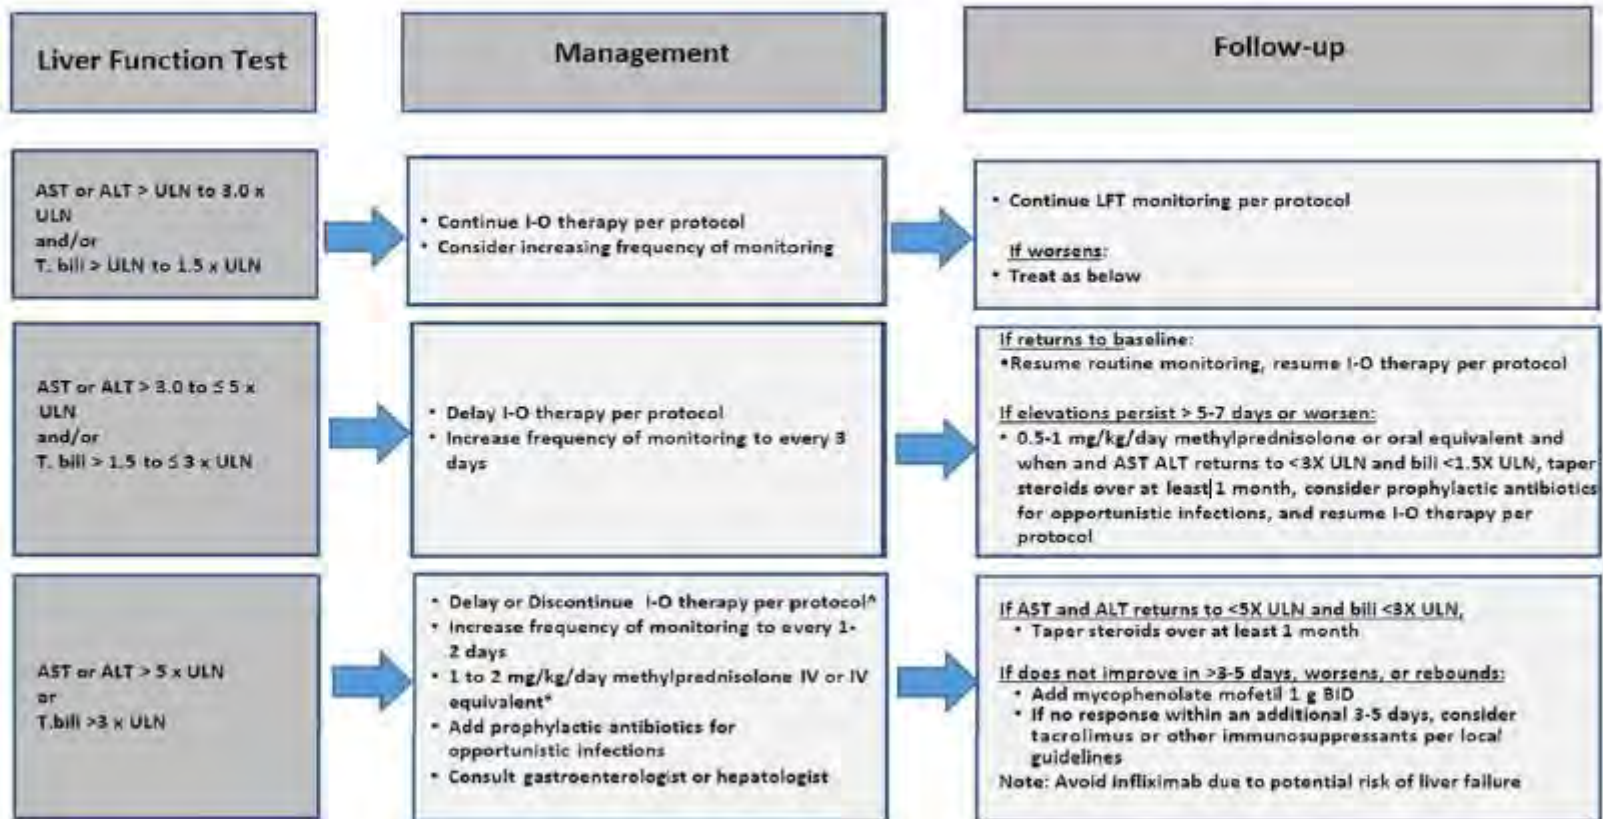 Liver Function Test
Management
Follow-up
AST or ALT > ULN to 3.0 x
ULN
and/or
T. bili > ULN to 1.5 x ULN
• Continue I-O therapy per protocol
• Consider increasing frequency of monitoring
• Continue LFT monitoring per protocol
If worsens:
• Treat as below
AST or ALT > 3.0 to ≤ 5 x
ULN
and/or
T. bili > 1.5 to ≤ 3 x ULN
• Delay I-O therapy per protocol
• Increase frequency of monitoring to every 3
days
If returns to baseline:
•Resume routine monitoring, resume I-O therapy per protocol
If elevations persist > 5-7 days or worsen:
• 0.5-1 mg/kg/day methylprednisolone or oral equivalent and
when and AST ALT returns to <3X ULN and bili <1.5X ULN, taper
steroids over at least 1 month, consider prophylactic antibiotics
for opportunistic infections, and resume I-O therapy per
protocol
AST or ALT > 5 x ULN
or
T.bili >3 x ULN
• Delay or Discontinue I-O therapy per protocol^
• Increase frequency of monitoring to every 1-
2 days
• 1 to 2 mg/kg/day methylprednisolone IV or IV
equivalent*
• Add prophylactic antibiotics for
opportunistic infections
• Consult gastroenterologist or hepatologist
If AST and ALT returns to <5X ULN and bili <3X ULN,
• Taper steroids over at least 1 month
If does not improve in >3-5 days, worsens, or rebounds:
• Add mycophenolate mofetil 1 g BID
• If no response within an additional 3-5 days, consider
tacrolimus or other immunosuppressants per local
guidelines
Note: Avoid infliximab due to potential risk of liver failure